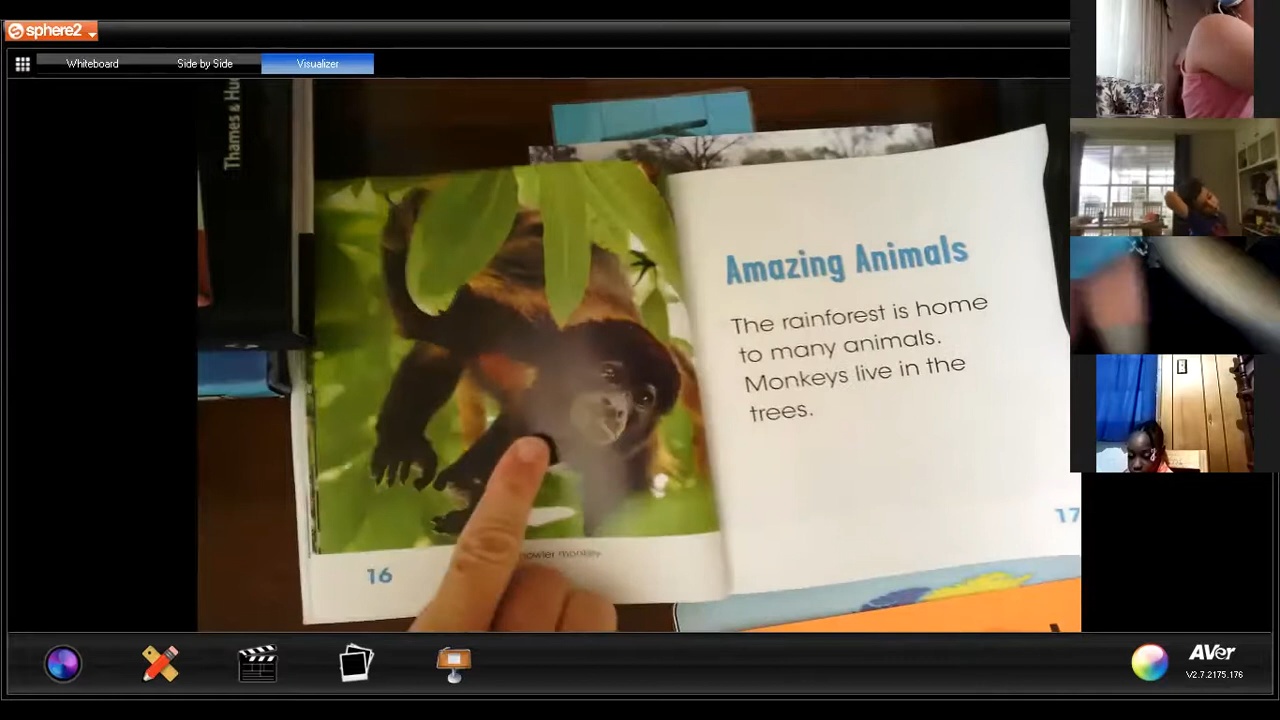 sphere2
Whiteboard
Side by Side
Visualizer
Thames & Hu
Amazing Animals
The rainforest is home
to many animals.
Monkeys live in the
trees.
howler monkey
16
17
AVer
V2.7.2175.176